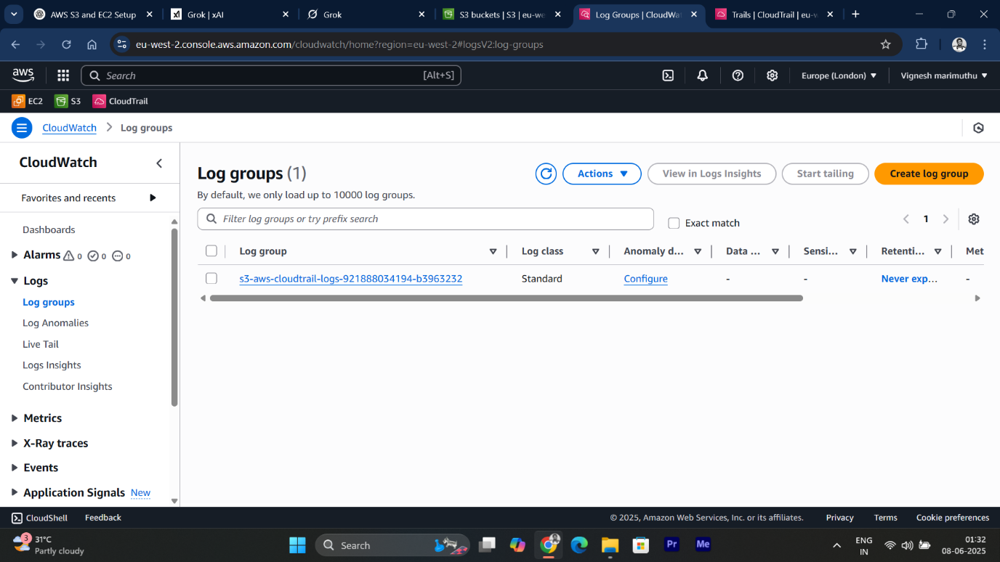 AWS S3 and EC2 Setup
Grok | xAI
Grok
S3 buckets | S3 | eu-we
Log Groups | CloudWat
Trails | CloudTrail | eu-w
eu-west-2.console.aws.amazon.com/cloudwatch/home?region=eu-west-2#logsV2:log-groups
aws
Search [Alt+S]
Europe (London)
Vignesh marimuthu
EC2 S3 CloudTrail
CloudWatch > Log groups
CloudWatch
Favorites and recents
Dashboards
Alarms 0 0 0
Logs
Log groups
Log Anomalies
Live Tail
Logs Insights
Contributor Insights
Metrics
X-Ray traces
Events
Application Signals New
Log groups (1)
Actions
View in Logs Insights
Start tailing
Create log group
By default, we only load up to 10000 log groups.
Filter log groups or try prefix search
Exact match
1
Log group Log class Anomaly d... Data ... Sensi... Retenti... Met
s3-aws-cloudtrail-logs-921888034194-b3963232 Standard Configure - - Never exp... -
CloudShell Feedback
© 2025, Amazon Web Services, Inc. or its affiliates. Privacy Terms Cookie preferences
3
31°C
Partly cloudy
Search
Pr
Me
ENG
IN
01:32
08-06-2025